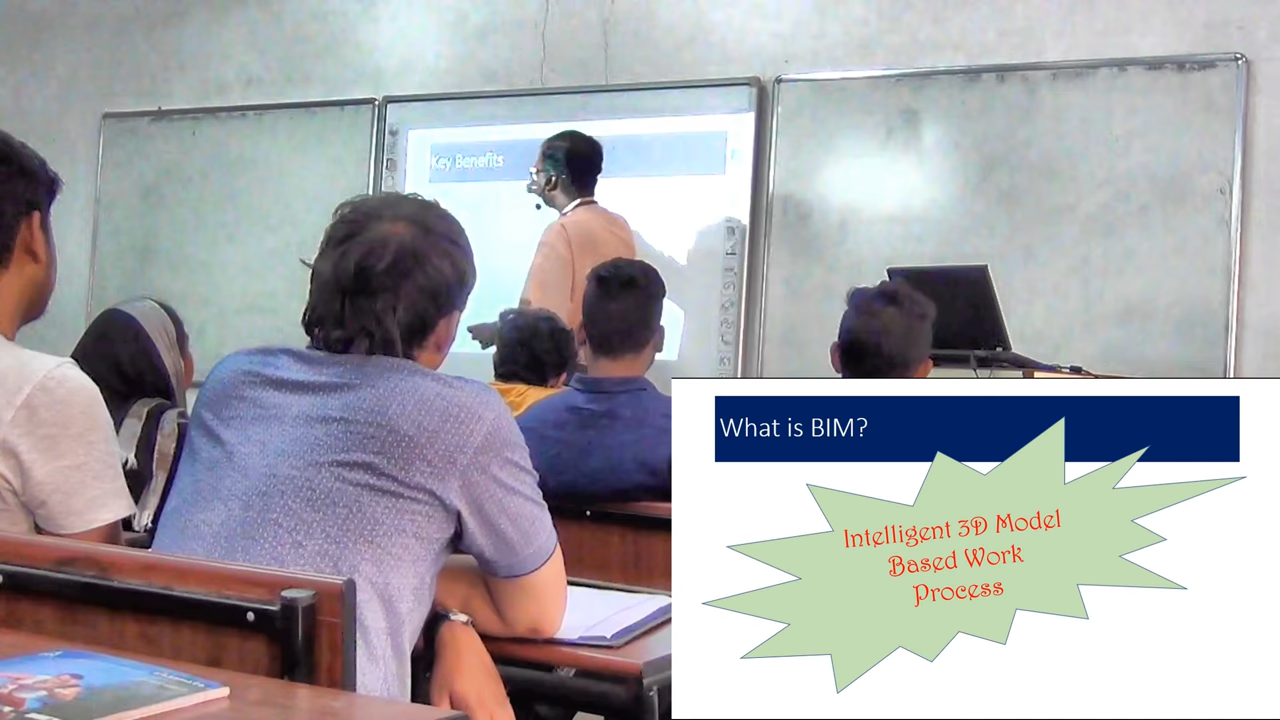 Key Benefits
What is BIM?
Intelligent 3D Model
Based Work
Process